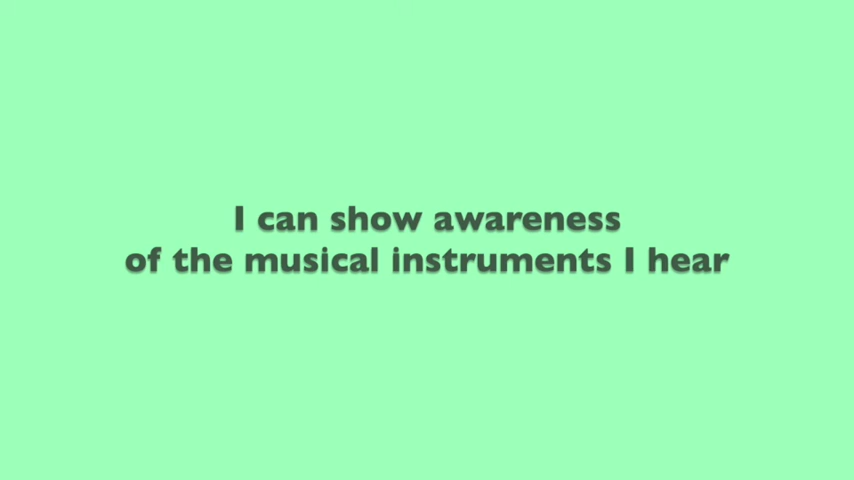 I can show awareness
of the musical instruments I hear